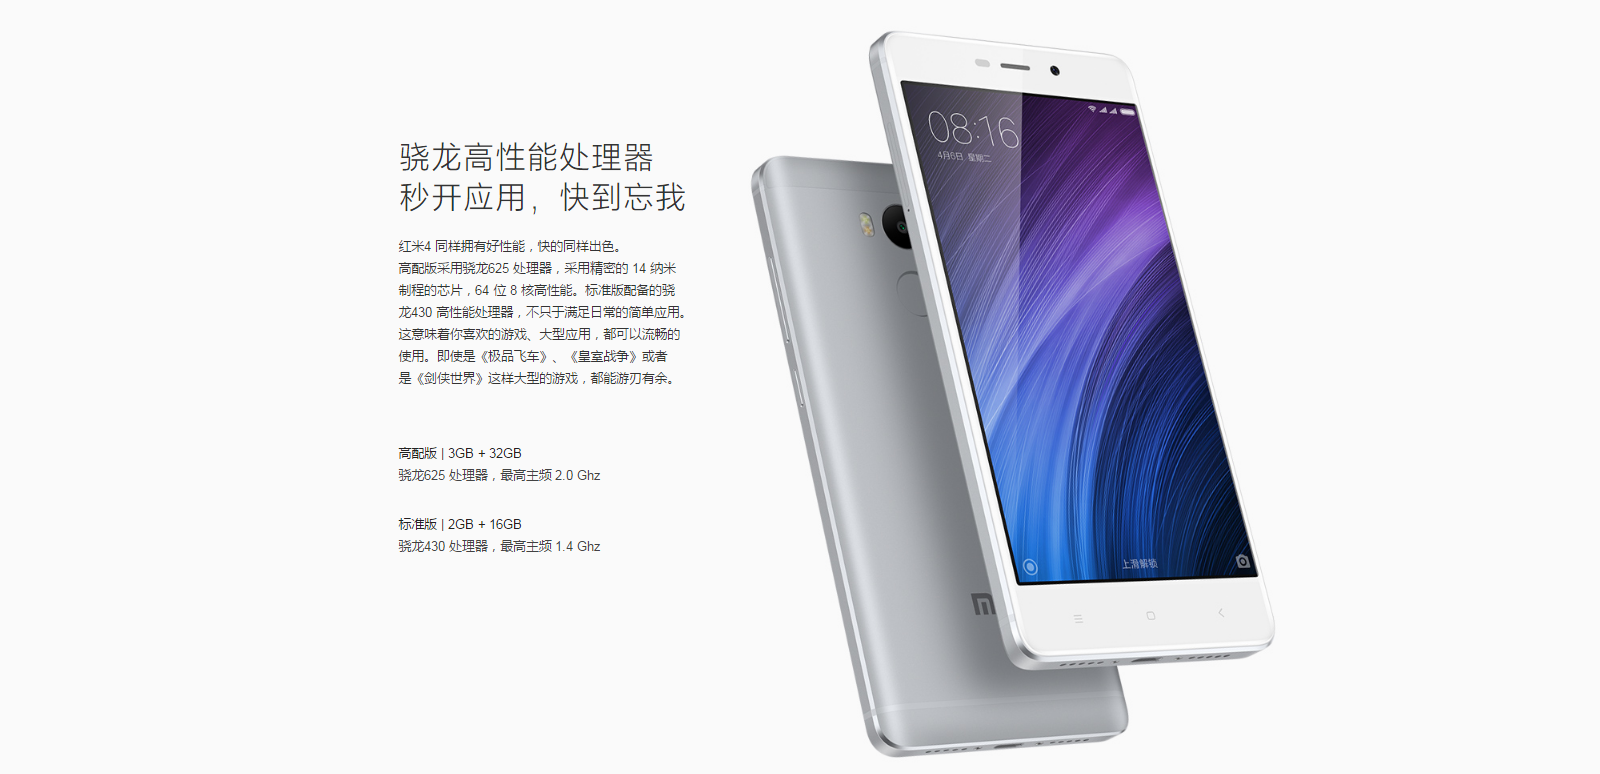 骁龙高性能处理器
秒开应用，快到忘我
红米4 同样拥有好性能，快的同样出色。
高配版采用骁龙625 处理器，采用精密的 14 纳米
制程的芯片，64 位 8 核高性能。标准版配备的骁
龙430 高性能处理器，不只于满足日常的简单应用。
这意味着你喜欢的游戏、大型应用，都可以流畅的
使用。即使是《极品飞车》、《皇室战争》或者
是《剑侠世界》这样大型的游戏，都能游刃有余。
高配版 | 3GB + 32GB
骁龙625 处理器，最高主频 2.0 Ghz
标准版 | 2GB + 16GB
骁龙430 处理器，最高主频 1.4 Ghz
08:16
4月6日 星期二
上滑解锁